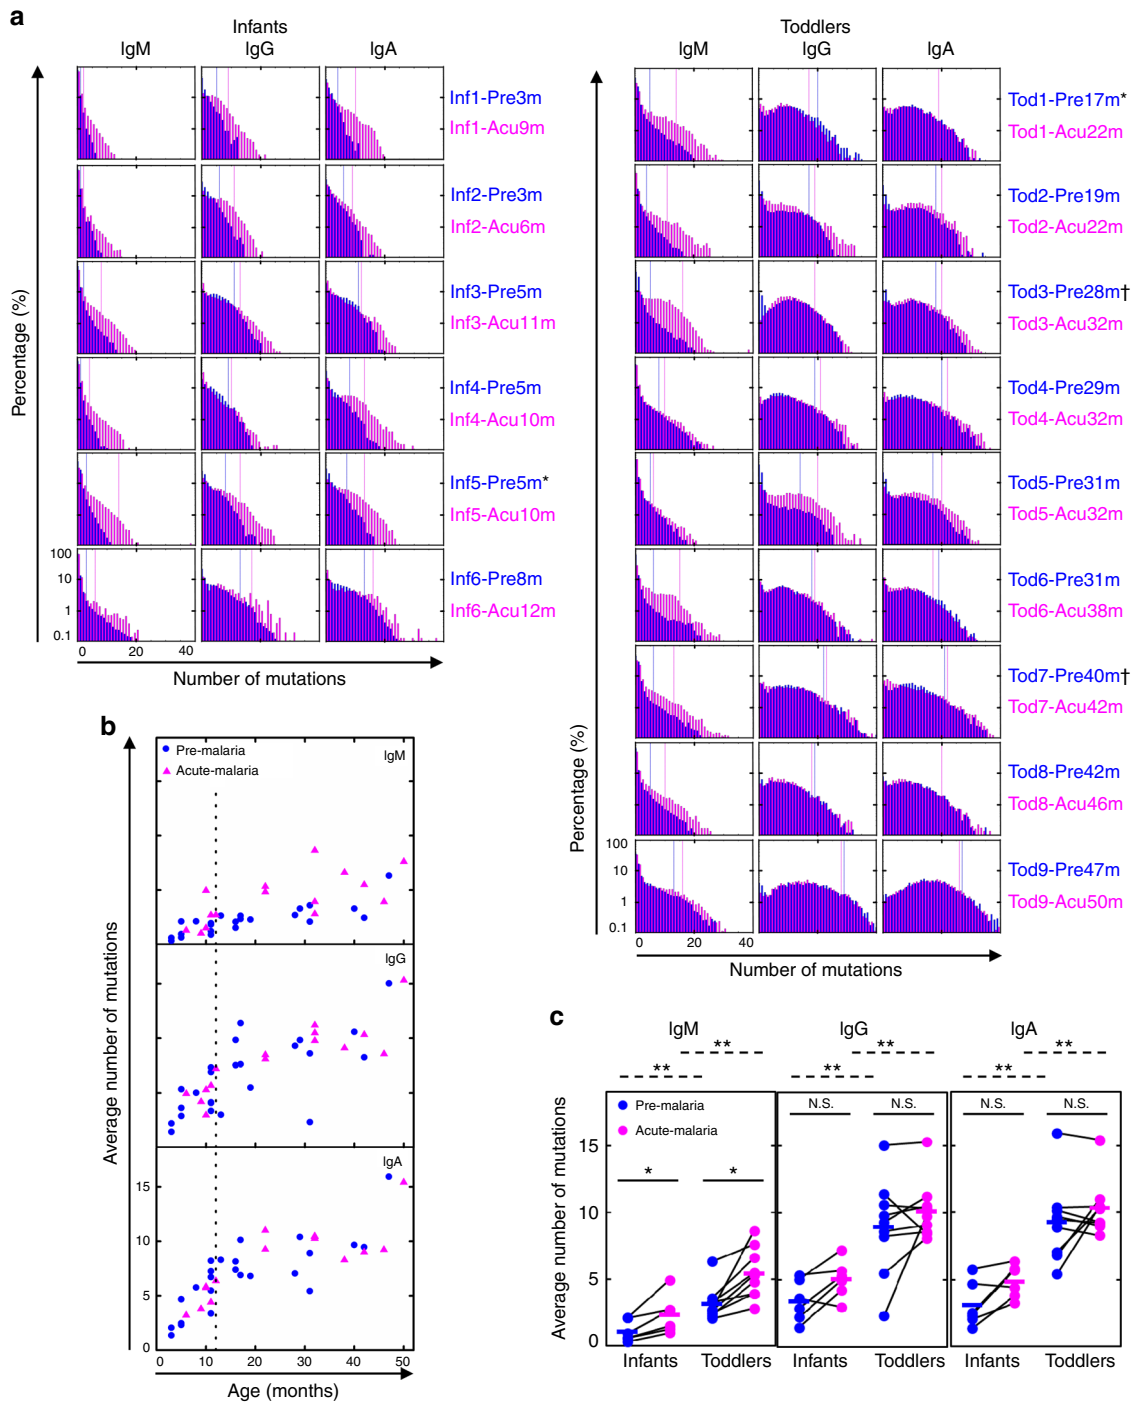 a
Infants
IgM IgG IgA
Inf1-Pre3m
Inf1-Acu9m
Inf2-Pre3m
Inf2-Acu6m
Inf3-Pre5m
Inf3-Acu11m
Inf4-Pre5m
Inf4-Acu10m
Inf5-Pre5m*
Inf5-Acu10m
Inf6-Pre8m
Inf6-Acu12m
Percentage (%)
100
10
1
0.1
0 20 40
Number of mutations
Toddlers
IgM IgG IgA
Tod1-Pre17m*
Tod1-Acu22m
Tod2-Pre19m
Tod2-Acu22m
Tod3-Pre28m†
Tod3-Acu32m
Tod4-Pre29m
Tod4-Acu32m
Tod5-Pre31m
Tod5-Acu32m
Tod6-Pre31m
Tod6-Acu38m
Tod7-Pre40m†
Tod7-Acu42m
Tod8-Pre42m
Tod8-Acu46m
Tod9-Pre47m
Tod9-Acu50m
Percentage (%)
100
10
1
0.1
0 20 40
Number of mutations
b
Pre-malaria
Acute-malaria
IgM
IgG
IgA
Average number of mutations
15
10
5
0
0 10 20 30 40 50
Age (months)
c
IgM IgG IgA
** ** **
** ** **
Pre-malaria
Acute-malaria
N.S. N.S. N.S. N.S.
* *
Average number of mutations
15
10
5
0
Infants Toddlers Infants Toddlers Infants Toddlers